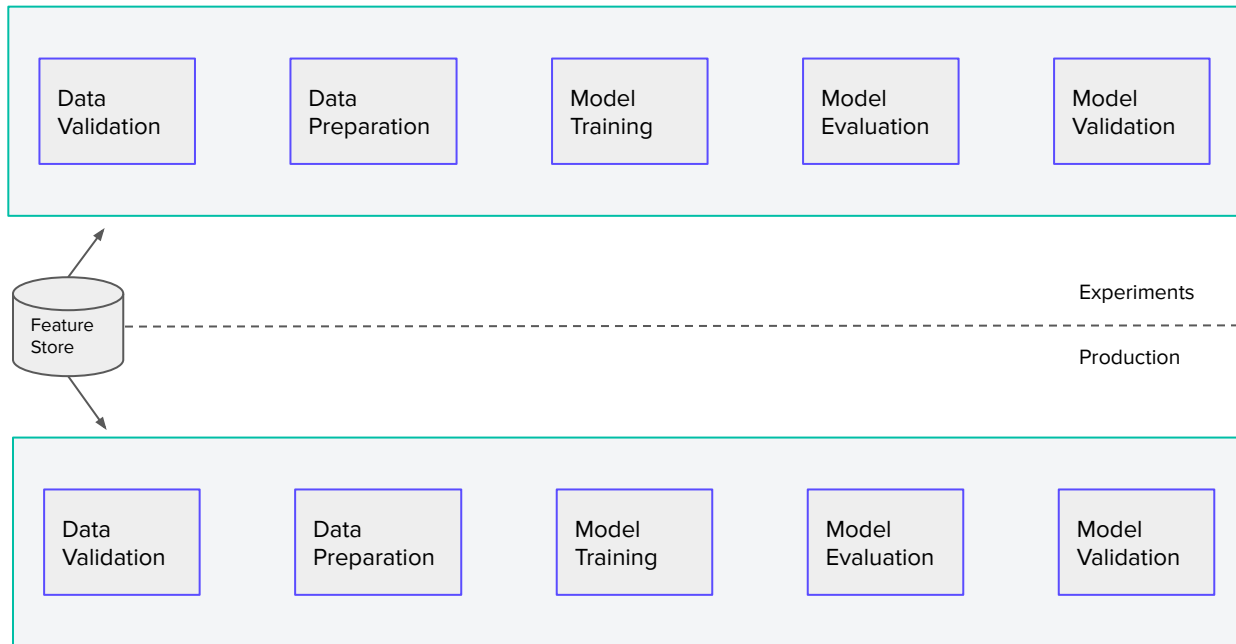 Data
Validation
Data
Preparation
Model
Training
Model
Evaluation
Model
Validation
Feature
Store
Experiments
Production
Data
Validation
Data
Preparation
Model
Training
Model
Evaluation
Model
Validation